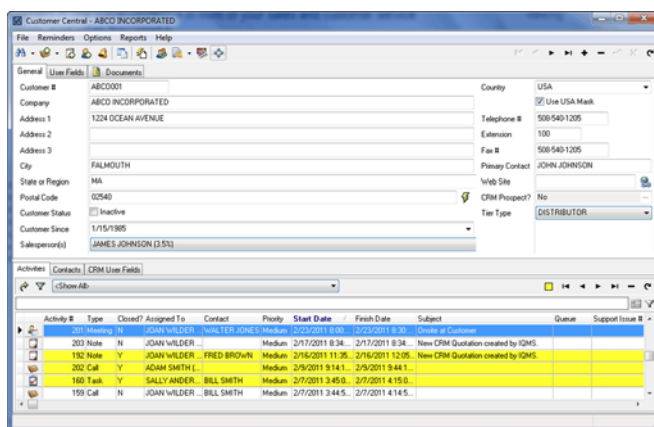 Customer Central - ABCO INCORPORATED
File Reminders Options Reports Help
General User Fields Documents
Customer # ABCO001 Country USA
Company ABCO INCORPORATED Use USA Mask
Address 1 1224 OCEAN AVENUE Telephone # 508-540-1205
Address 2 Extension 100
Address 3 Fax # 508-540-1205
City FALMOUTH Primary Contact JOHN JOHNSON
State or Region MA Web Site
Postal Code 02540 CRM Prospect? No
Customer Status Inactive Tier Type DISTRIBUTOR
Customer Since 1/15/1985
Salesperson(s) JAMES JOHNSON (3.5%)
Activities Contacts CRM User Fields
<Show All>
Activity # Type Closed? Assigned To Contact Priority Start Date Finish Date Subject Queue Support Issue #
201 Meeting N JOAN WILDER ... WALTER JONES Medium 2/23/2011 8:00... 2/23/2011 8:30... Onsite at Customer
203 Note N JOAN WILDER ... Medium 2/17/2011 8:34:... 2/17/2011 8:34:... New CRM Quotation created by IQMS.
192 Note Y JOAN WILDER ... FRED BROWN Medium 2/16/2011 11:35... 2/16/2011 12:05... New CRM Quotation created by IQMS.
202 Call Y ADAM SMITH (... Medium 2/9/2011 9:14:1... 2/9/2011 9:44:1...
160 Task Y SALLY ANDER... BILL SMITH Medium 2/7/2011 3:45:0... 2/7/2011 4:15:0...
159 Call N JOAN WILDER ... BILL SMITH Medium 2/7/2011 3:44:5... 2/7/2011 4:14:5...